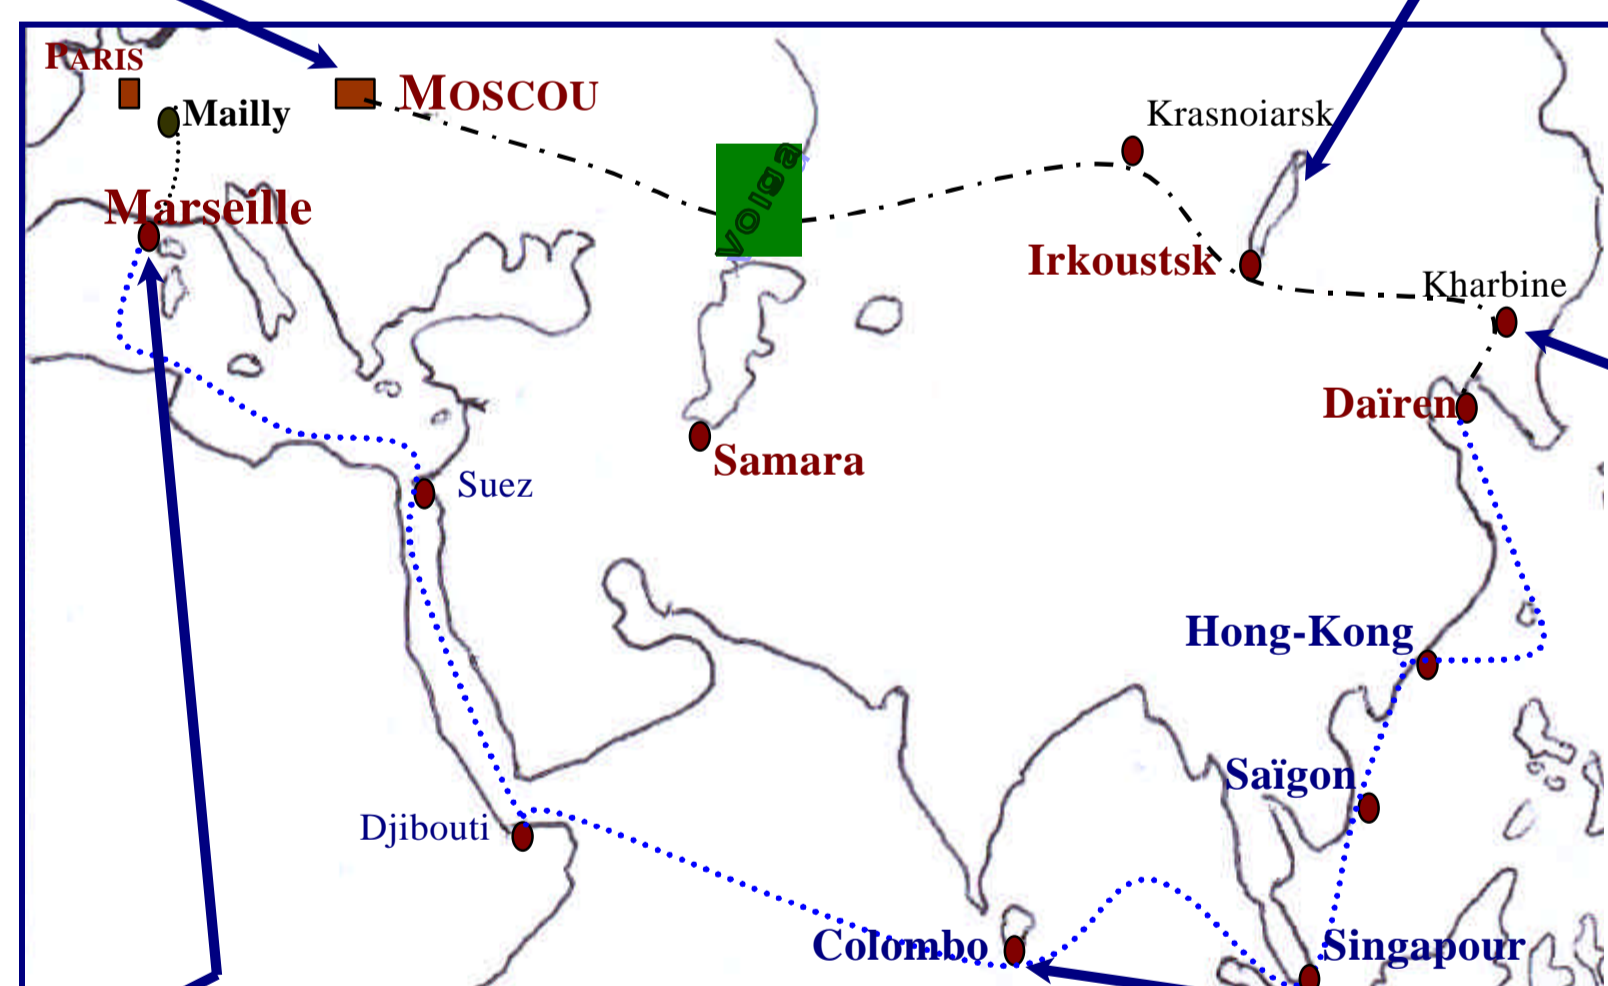 PARIS
MOSCOU
Mailly
Krasnoiarsk
Volga
Marseille
Irkoustsk
Kharbine
Daïren
Samara
Suez
Hong-Kong
Saïgon
Djibouti
Colombo
Singapour